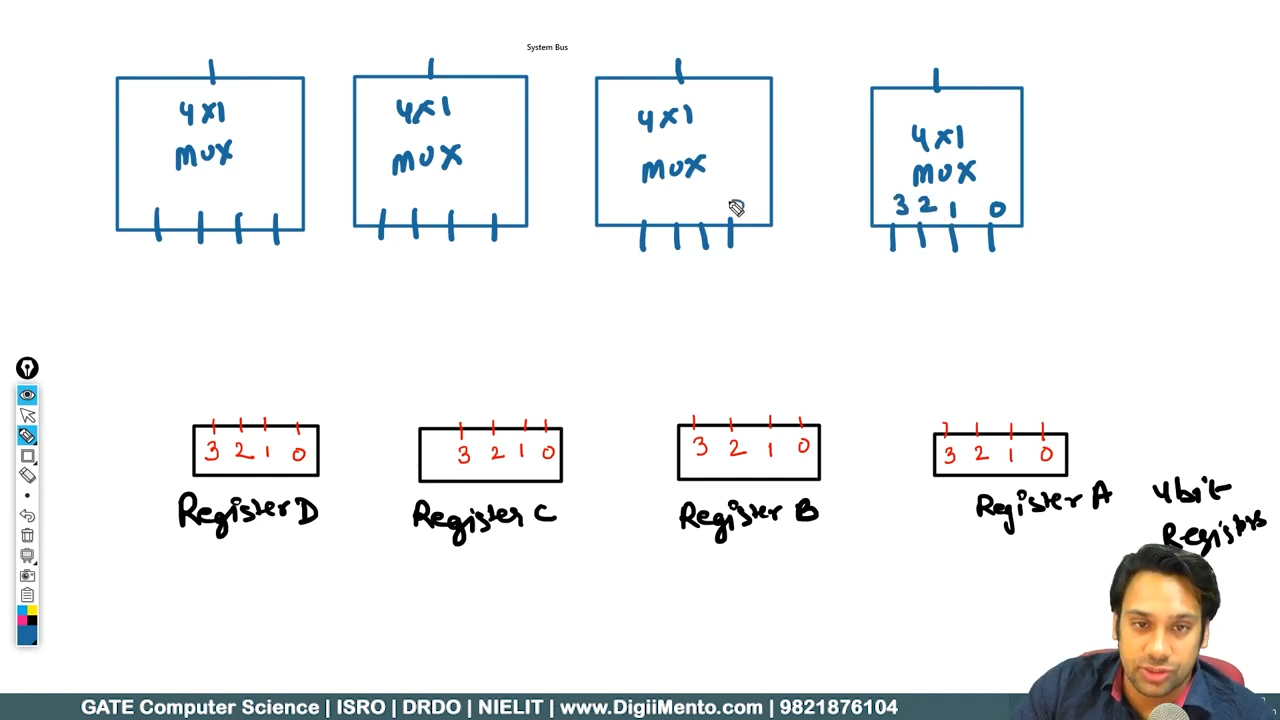 System Bus
4x1
MUX
4x1
MUX
4x1
MUX
4x1
MUX
3 2 1 0
3 2 1 0
Register D
3 2 1 0
Register C
3 2 1 0
Register B
3 2 1 0
Register A
4 bit
Registers
GATE Computer Science | ISRO | DRDO | NIELIT | www.DigiiMento.com | 9821876104